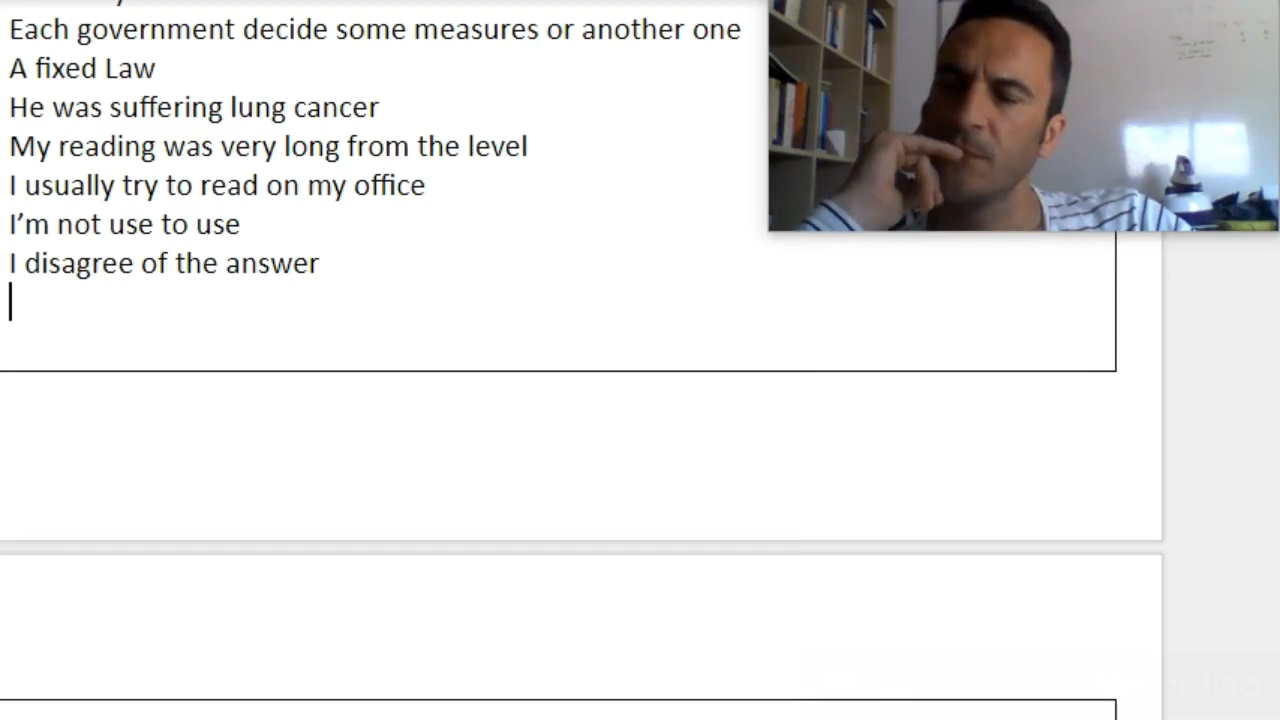 Each government decide some measures or another one
A fixed Law
He was suffering lung cancer
My reading was very long from the level
I usually try to read on my office
I’m not use to use
I disagree of the answer